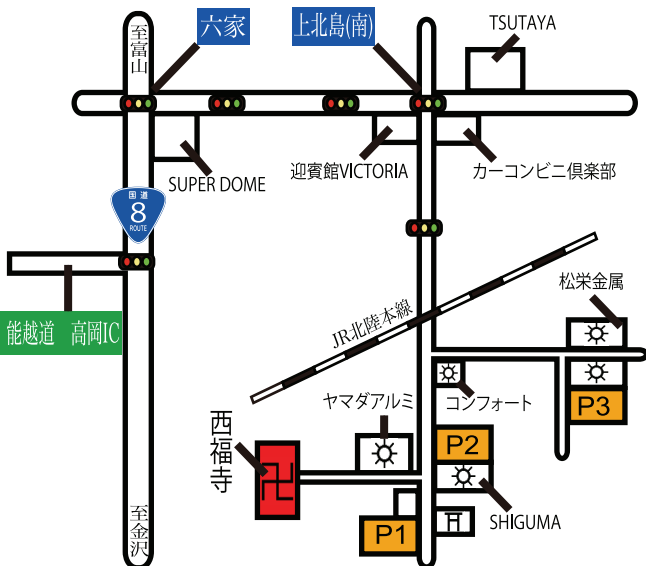 六家
上北島(南)
TSUTAYA
至富山
SUPER DOME
迎賓館VICTORIA
カーコンビニ倶楽部
国道
8
ROUTE
能越道 高岡IC
JR北陸本線
松栄金属
ヤマダアルミ
コンフォート
P3
西福寺
卍
P2
SHIGUMA
P1
至金沢